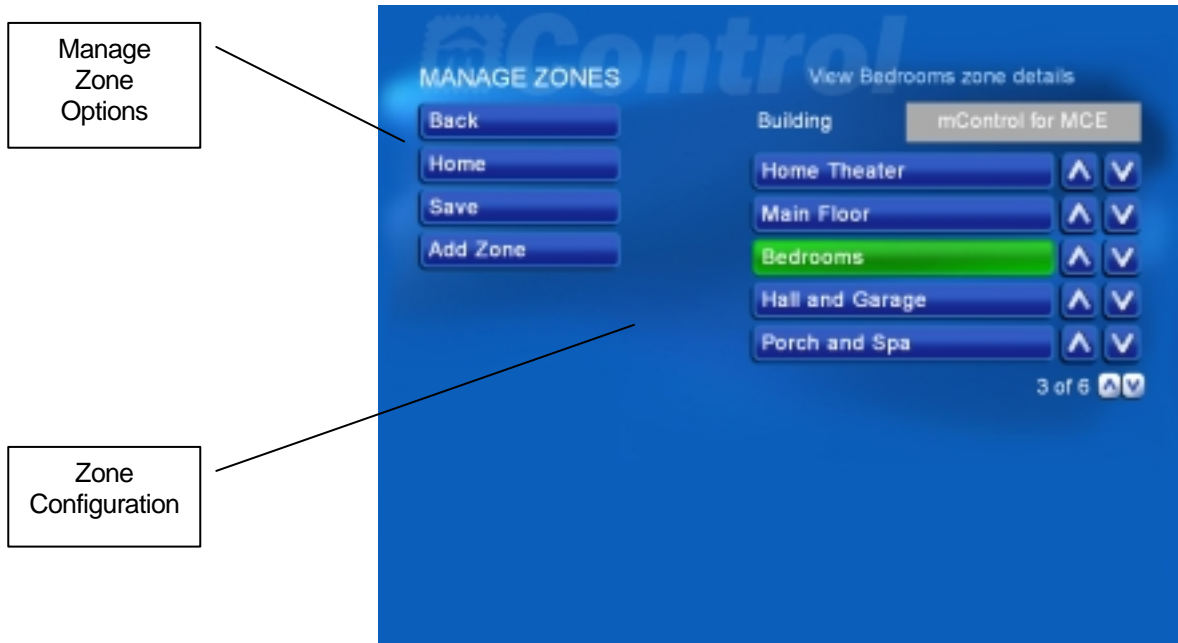 Manage
Zone
Options
Zone
Configuration
mControl
MANAGE ZONES
Back
Home
Save
Add Zone
View Bedrooms zone details
Building
mControl for MCE
Home Theater
Main Floor
Bedrooms
Hall and Garage
Porch and Spa
3 of 6